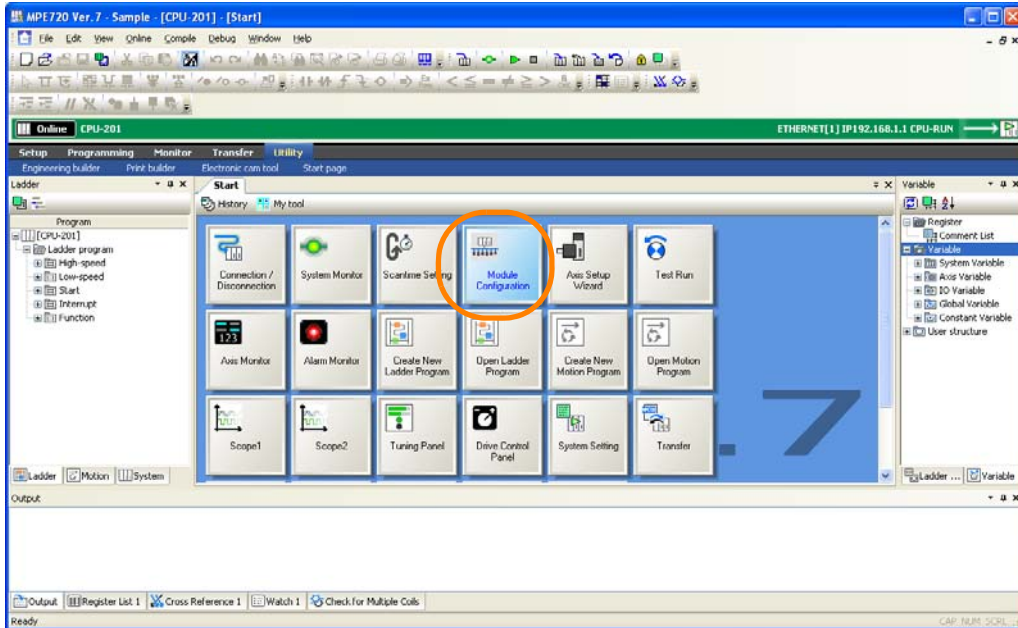 MPE720 Ver. 7 - Sample - [CPU-201] - [Start]
File Edit View Online Compile Debug Window Help
Online CPU-201 ETHERNET[1] IP192.168.1.1 CPU-RUN
Setup Programming Monitor Transfer Utility
Engineering builder Print builder Electronic cam tool Start page
Ladder
Program
[CPU-201]
Ladder program
High-speed
Low-speed
Start
Interrupt
Function
Ladder Motion System
Start
History My tool
Connection / Disconnection
System Monitor
Scantime Setting
Module Configuration
Axis Setup Wizard
Test Run
123
Axis Monitor
Alarm Monitor
Create New Ladder Program
Open Ladder Program
Create New Motion Program
Open Motion Program
Scope1
Scope2
Tuning Panel
Drive Control Panel
System Setting
Transfer
.7
Variable
Register
Comment List
Variable
System Variable
Axis Variable
IO Variable
Global Variable
Constant Variable
User structure
Ladder ... Variable
Output
Output Register List 1 Cross Reference 1 Watch 1 Check for Multiple Coils
Ready CAP NUM SCRL